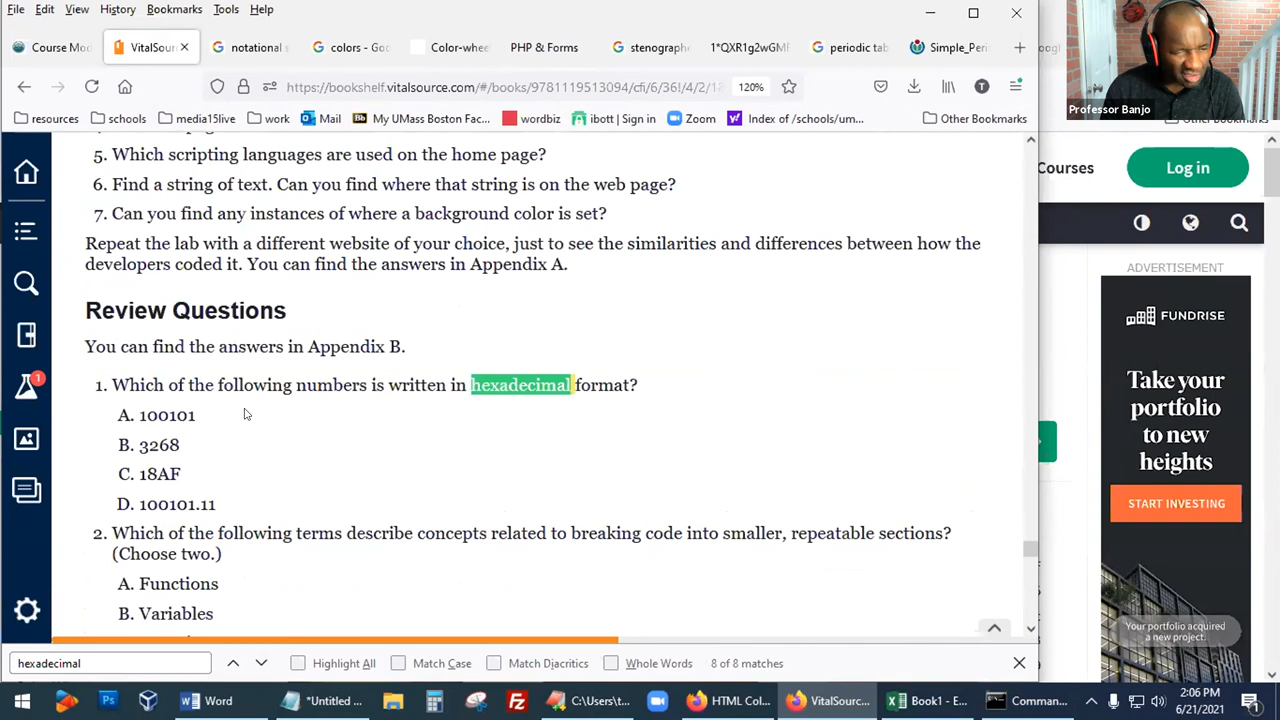 File Edit View History Bookmarks Tools Help
Course Mo
VitalSourc
notational s
colors - Goo
Color-whee
PHP & Forms
stenograph
1*QXR1g2wGMI
periodic tab
Simple_Peri
https://bookshelf.vitalsource.com/#/books/9781119513094/cfi/6/36!/4/2/18
120%
T
resources schools media15live work Mail My UMass Em Fac... wordbiz ibott | Sign in Zoom Index of /schools/um... Other Bookmarks
Professor Banjo
Other Bookmarks
Courses
Log in
5. Which scripting languages are used on the home page?
6. Find a string of text. Can you find where that string is on the web page?
7. Can you find any instances of where a background color is set?
Repeat the lab with a different website of your choice, just to see the similarities and differences between how the
developers coded it. You can find the answers in Appendix A.
Review Questions
You can find the answers in Appendix B.
1. Which of the following numbers is written in hexadecimal format?
A. 100101
B. 3268
C. 18AF
D. 100101.11
2. Which of the following terms describe concepts related to breaking code into smaller, repeatable sections?
(Choose two.)
A. Functions
B. Variables
1
ADVERTISEMENT
FUNDRISE
Take your
portfolio
to new
heights
START INVESTING
Your portfolio acquired
a new project.
hexadecimal
Highlight All Match Case Match Diacritics Whole Words 8 of 8 matches
Word
*Untitled ...
C:\Users\t...
HTML Col...
VitalSourc...
Book1 - E...
Comman...
2:06 PM
6/21/2021
1